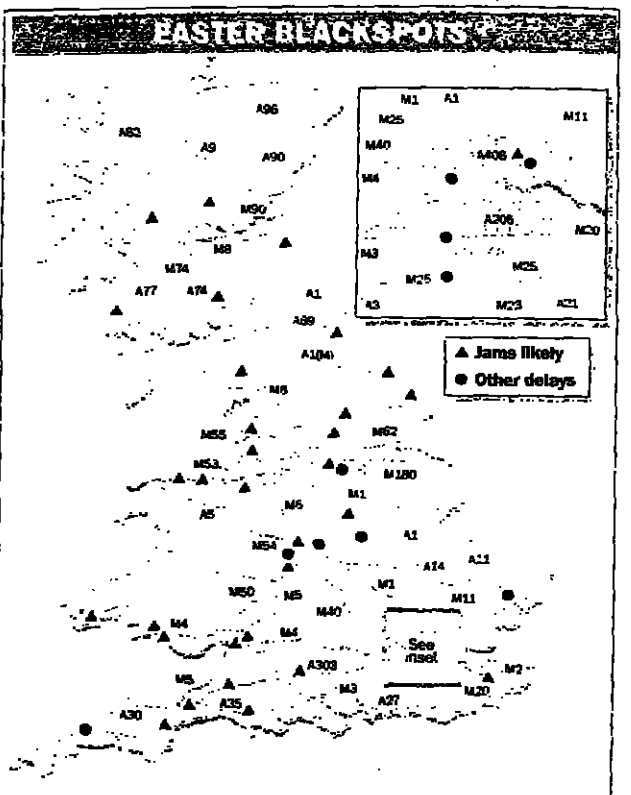 EASTER BLACKSPOTS
M1 A1
M25
M11
M40
A406
M4
A205
M20
M3
M25
M25
A3
M23
A21
A96
A9
A90
M90
M8
M74
A77
A74
A1
A69
A1(M)
M6
▲ Jams likely
● Other delays
M55
M62
M53
M180
M6
M1
A5
M54
A1
A14
A11
M50
M5
M1
M11
M40
M4
M4
See
inset
A303
M2
M5
M3
M20
A30
A35
A27